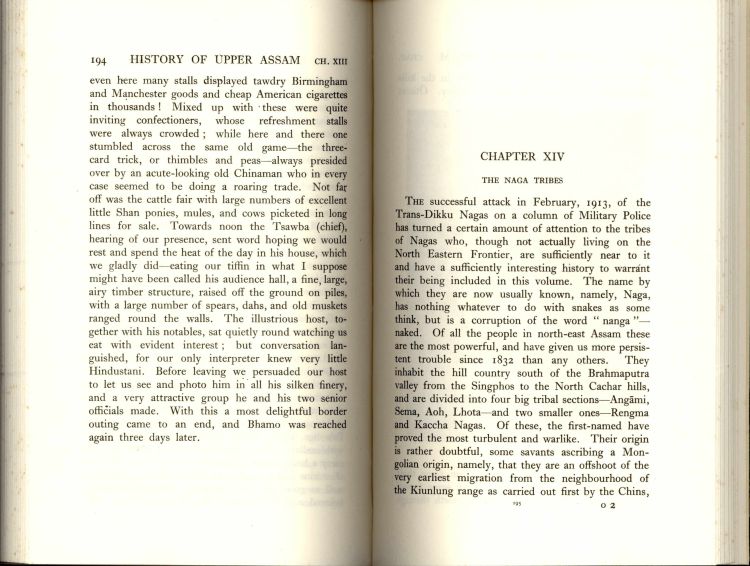 194 HISTORY OF UPPER ASSAM CH. XIII
even here many stalls displayed tawdry Birmingham
and Manchester goods and cheap American cigarettes
in thousands! Mixed up with these were quite
inviting confectioners, whose refreshment stalls
were always crowded; while here and there one
stumbled across the same old game—the three-
card trick, or thimbles and peas—always presided
over by an acute-looking old Chinaman who in every
case seemed to be doing a roaring trade. Not far
off was the cattle fair with large numbers of excellent
little Shan ponies, mules, and cows picketed in long
lines for sale. Towards noon the Tsawba (chief),
hearing of our presence, sent word hoping we would
rest and spend the heat of the day in his house, which
we gladly did—eating our tiffin in what I suppose
might have been called his audience hall, a fine, large,
airy timber structure, raised off the ground on piles,
with a large number of spears, dahs, and old muskets
ranged round the walls. The illustrious host, to-
gether with his notables, sat quietly round watching us
eat with evident interest; but conversation lan-
guished, for our only interpreter knew very little
Hindustani. Before leaving we persuaded our host
to let us see and photo him in all his silken finery,
and a very attractive group he and his two senior
officials made. With this a most delightful border
outing came to an end, and Bhamo was reached
again three days later.
CHAPTER XIV
THE NAGA TRIBES
THE successful attack in February, 1913, of the
Trans-Dikku Nagas on a column of Military Police
has turned a certain amount of attention to the tribes
of Nagas who, though not actually living on the
North Eastern Frontier, are sufficiently near to it
and have a sufficiently interesting history to warrant
their being included in this volume. The name by
which they are now usually known, namely, Naga,
has nothing whatever to do with snakes as some
think, but is a corruption of the word "nanga"—
naked. Of all the people in north-east Assam these
are the most powerful, and have given us more persis-
tent trouble since 1832 than any others. They
inhabit the hill country south of the Brahmaputra
valley from the Singphos to the North Cachar hills,
and are divided into four big tribal sections—Angāmi,
Sema, Aoh, Lhota—and two smaller ones—Rengma
and Kaccha Nagas. Of these, the first-named have
proved the most turbulent and warlike. Their origin
is rather doubtful, some savants ascribing a Mon-
golian origin, namely, that they are an offshoot of the
very earliest migration from the neighbourhood of
the Kiunlung range as carried out first by the Chins,
195 O 2